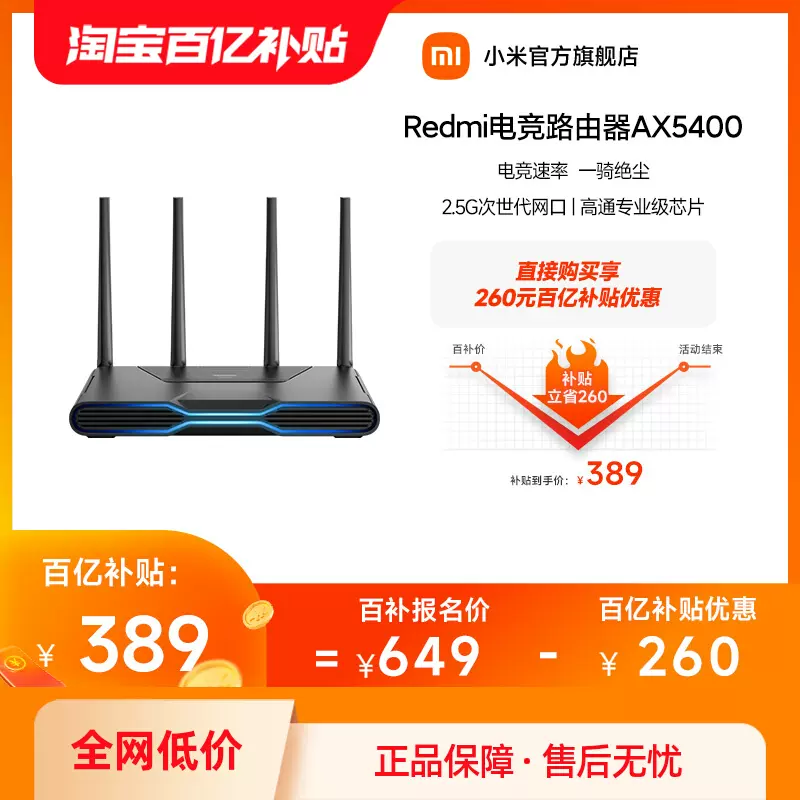 淘宝百亿补贴
小米官方旗舰店
Redmi电竞路由器AX5400
电竞速率 一骑绝尘
2.5G次世代网口|高通专业级芯片
直接购买享
260元百亿补贴优惠
百补价
活动结束
补贴
立省260
补贴到手价：￥389
百亿补贴：
￥389
百补报名价
百亿补贴优惠
=￥649 - ￥260
全网低价
正品保障·售后无忧